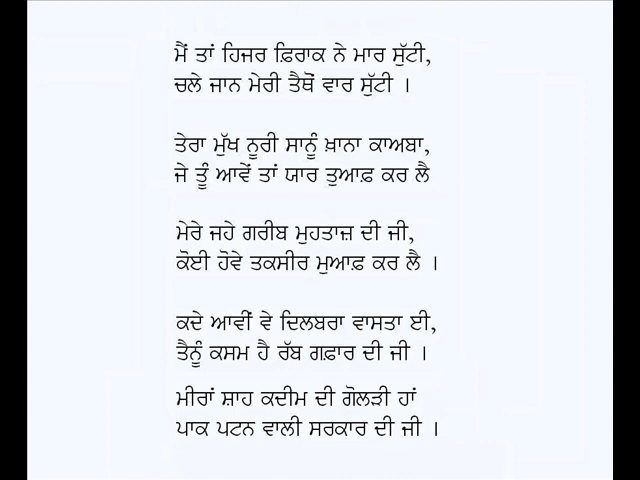 ਮੈਂ ਤਾਂ ਹਿਜਰ ਫ਼ਿਰਾਕ ਨੇ ਮਾਰ ਸੁੱਟੀ,
ਚਲੇ ਜਾਨ ਮੇਰੀ ਤੈਥੋਂ ਵਾਰ ਸੁੱਟੀ ।
ਤੇਰਾ ਮੁੱਖ ਨੂਰੀ ਸਾਨੂੰ ਖ਼ਾਨਾ ਕਾਅਬਾ,
ਜੇ ਤੂੰ ਆਵੇਂ ਤਾਂ ਯਾਰ ਤੁਆਫ਼ ਕਰ ਲੈ
ਮੇਰੇ ਜਹੇ ਗਰੀਬ ਮੁਹਤਾਜ਼ ਦੀ ਜੀ,
ਕੋਈ ਹੋਵੇ ਤਕਸੀਰ ਮੁਆਫ਼ ਕਰ ਲੈ ।
ਕਦੇ ਆਵੀਂ ਵੇ ਦਿਲਬਰਾ ਵਾਸਤਾ ਈ,
ਤੈਨੂੰ ਕਸਮ ਹੈ ਰੱਬ ਗਫ਼ਾਰ ਦੀ ਜੀ ।
ਮੀਰਾਂ ਸ਼ਾਹ ਕਦੀਮ ਦੀ ਗੋਲੜੀ ਹਾਂ
ਪਾਕ ਪਟਨ ਵਾਲੀ ਸਰਕਾਰ ਦੀ ਜੀ ।